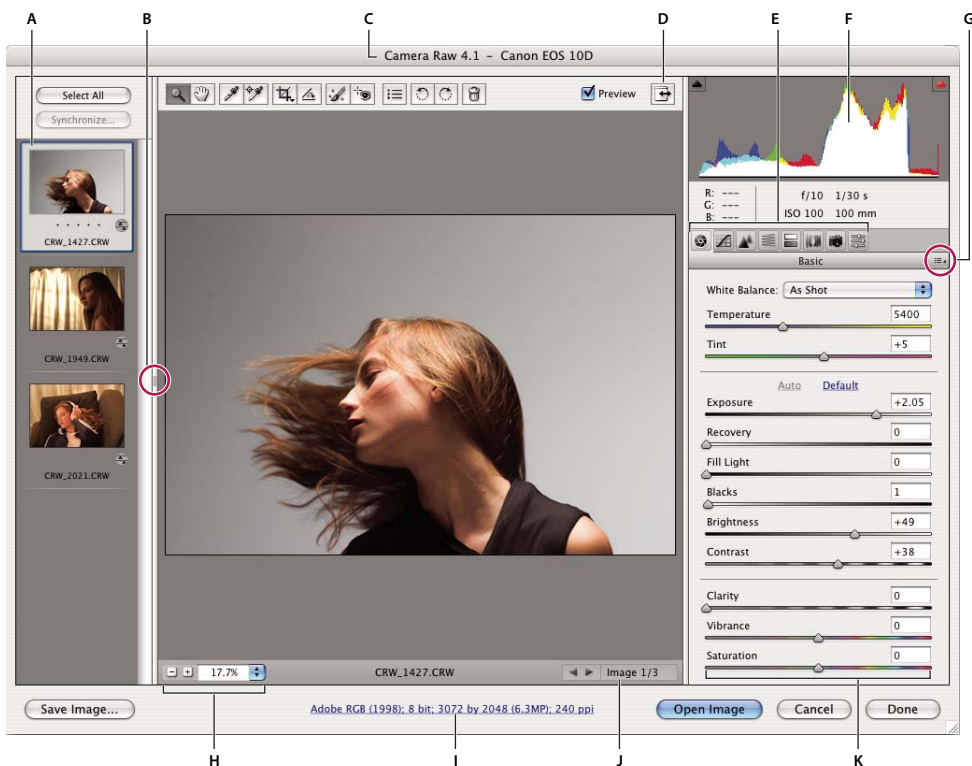 A B C D E F G
Camera Raw 4.1 – Canon EOS 10D
Select All
Synchronize...
CRW_1427.CRW
CRW_1949.CRW
CRW_2021.CRW
Preview
R: ---
G: ---
B: ---
f/10 1/30 s
ISO 100 100 mm
Basic
White Balance: As Shot
Temperature 5400
Tint +5
Auto Default
Exposure +2.05
Recovery 0
Fill Light 0
Blacks 1
Brightness +49
Contrast +38
Clarity 0
Vibrance 0
Saturation 0
17.7% CRW_1427.CRW Image 1/3
Save Image... Adobe RGB (1998); 8 bit; 3072 by 2048 (6.3MP); 240 ppi Open Image Cancel Done
H I J K